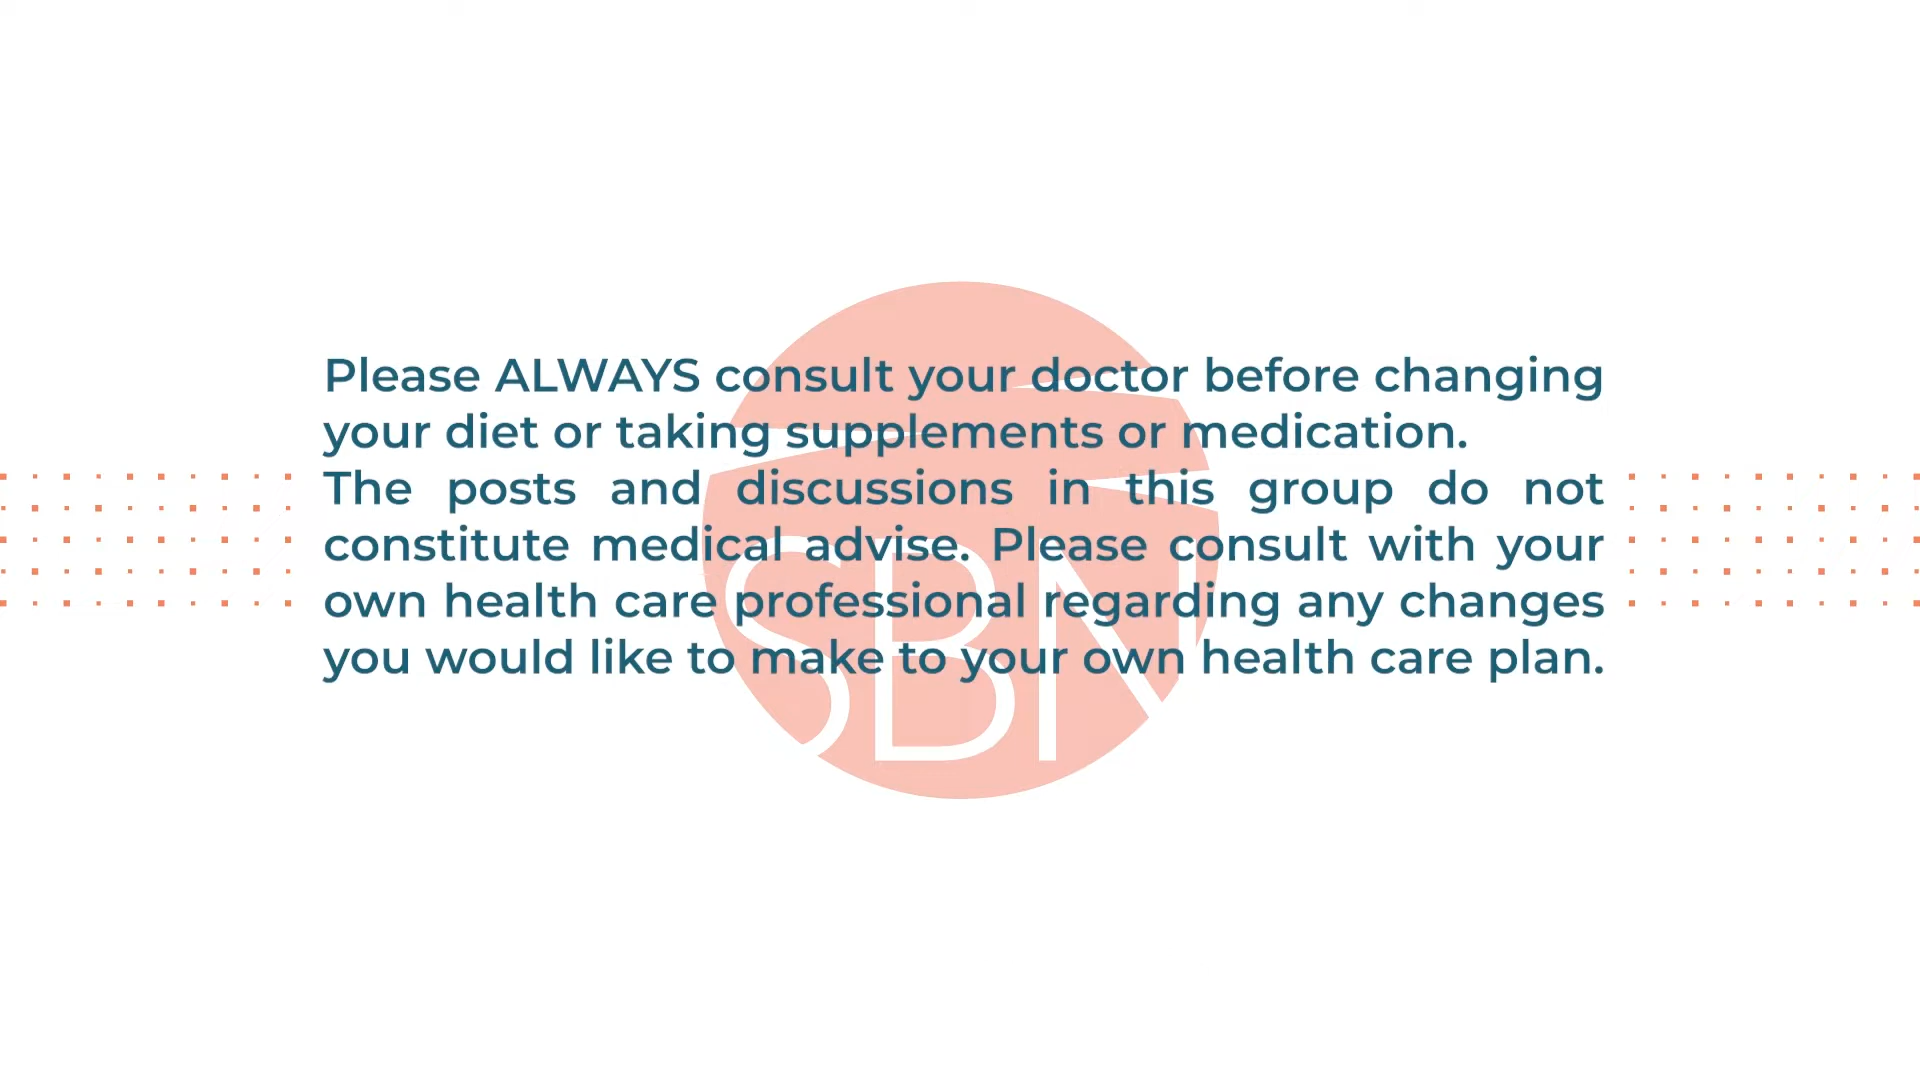 Please ALWAYS consult your doctor before changing
your diet or taking supplements or medication.
The posts and discussions in this group do not
constitute medical advise. Please consult with your
own health care professional regarding any changes
you would like to make to your own health care plan.
SBN